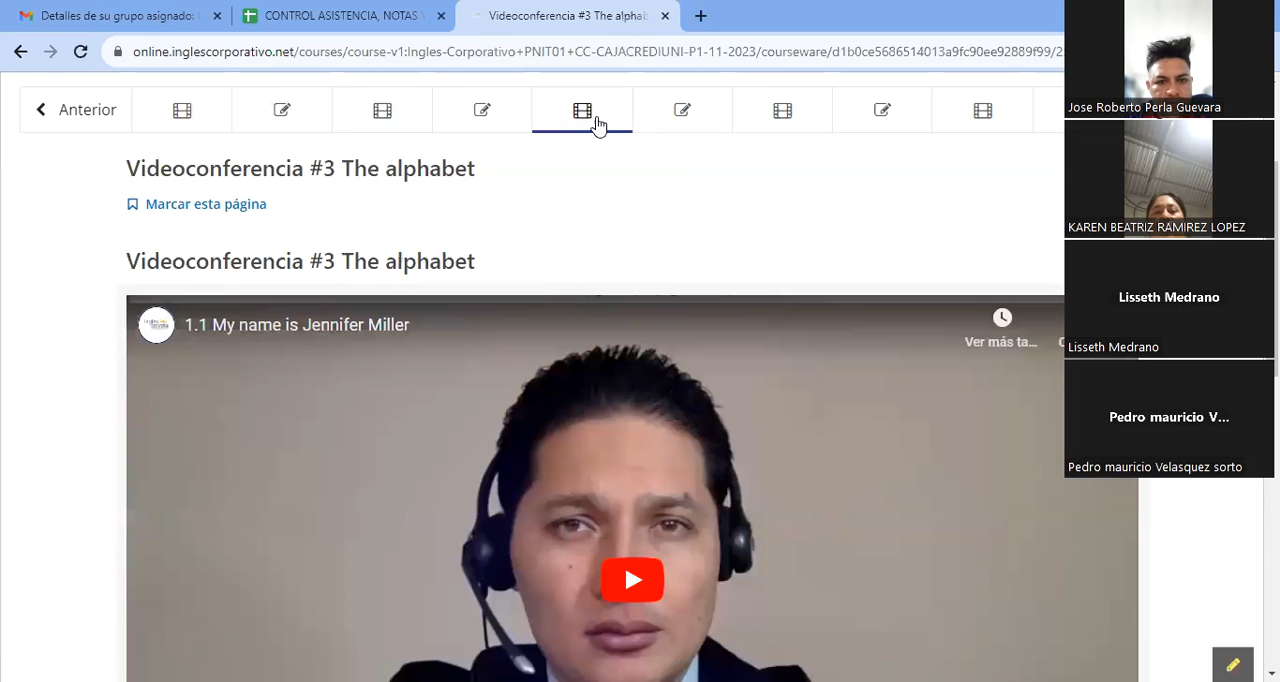 Detalles de su grupo asignado:
CONTROL ASISTENCIA, NOTAS
Videoconferencia #3 The alphab
online.inglescorporativo.net/courses/course-v1:Ingles-Corporativo+PNIT01+CC-CAJACREDIUNI-P1-11-2023/courseware/d1b0ce5686514013a9fc90ee92889f99/2
Anterior
Videoconferencia #3 The alphabet
Marcar esta página
Videoconferencia #3 The alphabet
1.1 My name is Jennifer Miller
Ver más ta...
Jose Roberto Perla Guevara
KAREN BEATRIZ RAMIREZ LOPEZ
Lisseth Medrano
Lisseth Medrano
Pedro mauricio V...
Pedro mauricio Velasquez sorto